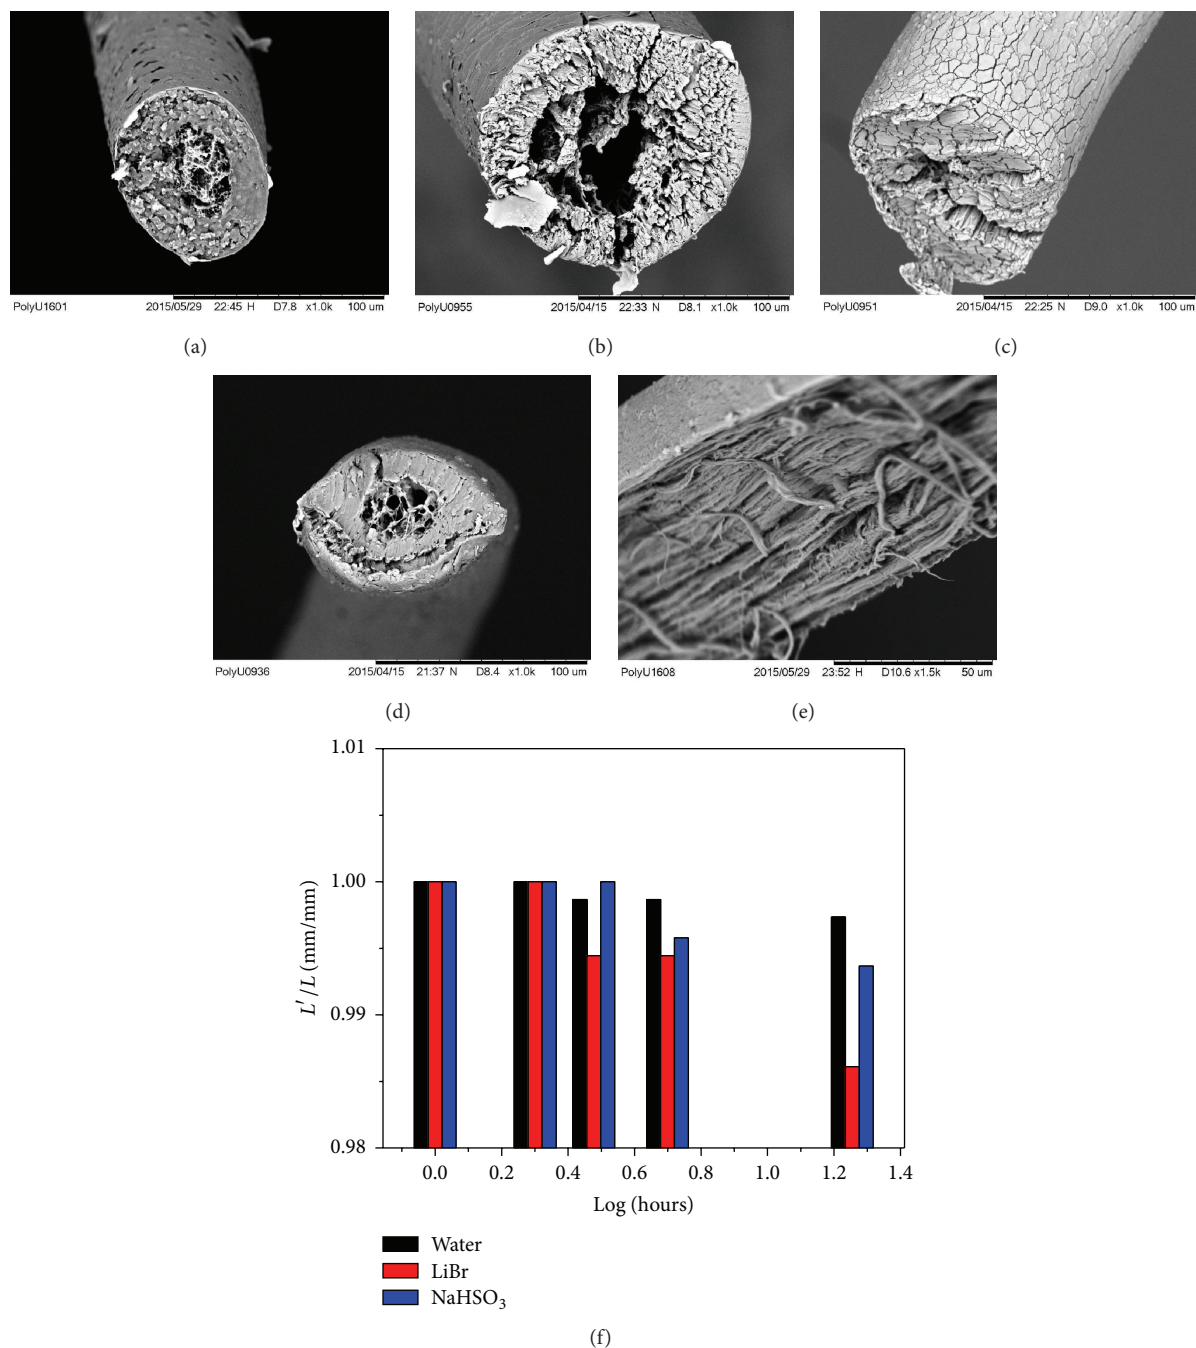 PolyU1601 2015/05/29 22:45 H D7.8 x1.0k 100 um
PolyU0955 2015/04/15 22:33 N D8.1 x1.0k 100 um
PolyU0951 2015/04/15 22:25 N D9.0 x1.0k 100 um
(a)
(b)
(c)
PolyU0936 2015/04/15 21:37 N D8.4 x1.0k 100 um
PolyU1608 2015/05/29 23:52 H D10.6 x1.5k 50 um
(d)
(e)
1.01
1.00
0.99
0.98
L′/L (mm/mm)
0.0 0.2 0.4 0.6 0.8 1.0 1.2 1.4
Log (hours)
Water
LiBr
NaHSO₃
(f)